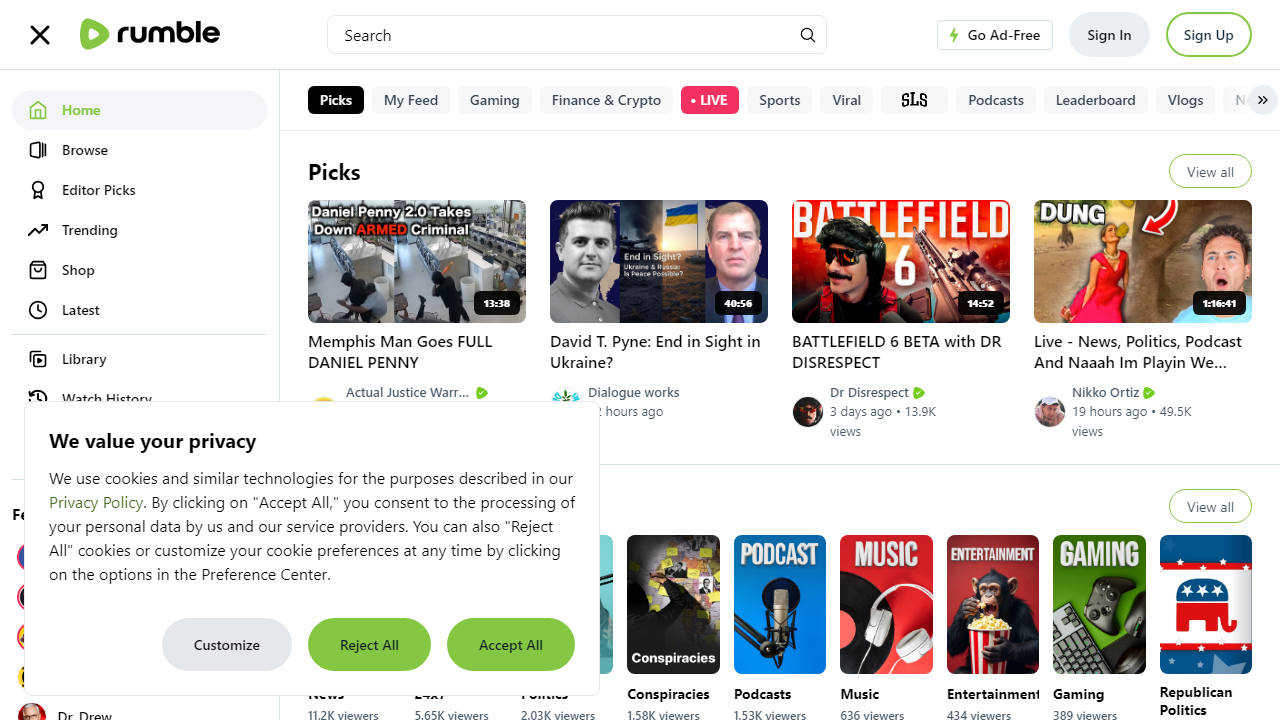 rumble
Search
Go Ad-Free
Sign In
Sign Up
Home
Browse
Editor Picks
Trending
Shop
Latest
Library
Watch History
Picks
My Feed
Gaming
Finance & Crypto
• LIVE
Sports
Viral
SLS
Podcasts
Leaderboard
Vlogs
Picks
View all
Daniel Penny 2.0 Takes
Down ARMED Criminal
13:38
Memphis Man Goes FULL
DANIEL PENNY
Actual Justice Warr...
End in Sight?
Ukraine & Russia:
Is Peace Possible?
40:56
David T. Pyne: End in Sight in
Ukraine?
Dialogue works
2 hours ago
BATTLEFIELD
6
14:52
BATTLEFIELD 6 BETA with DR
DISRESPECT
Dr Disrespect
3 days ago • 13.9K
views
DUNG
1:16:41
Live - News, Politics, Podcast
And Naaah Im Playin We...
Nikko Ortiz
19 hours ago • 49.5K
views
View all
We value your privacy
We use cookies and similar technologies for the purposes described in our
Privacy Policy. By clicking on "Accept All," you consent to the processing of
your personal data by us and our service providers. You can also "Reject
All" cookies or customize your cookie preferences at any time by clicking
on the options in the Preference Center.
Customize
Reject All
Accept All
Dr. Drew
News
11.2K viewers
24x7
5.65K viewers
Politics
2.03K viewers
Conspiracies
Conspiracies
1.58K viewers
PODCAST
Podcasts
1.53K viewers
MUSIC
Music
636 viewers
ENTERTAINMENT
Entertainment
434 viewers
GAMING
Gaming
389 viewers
Republican
Politics